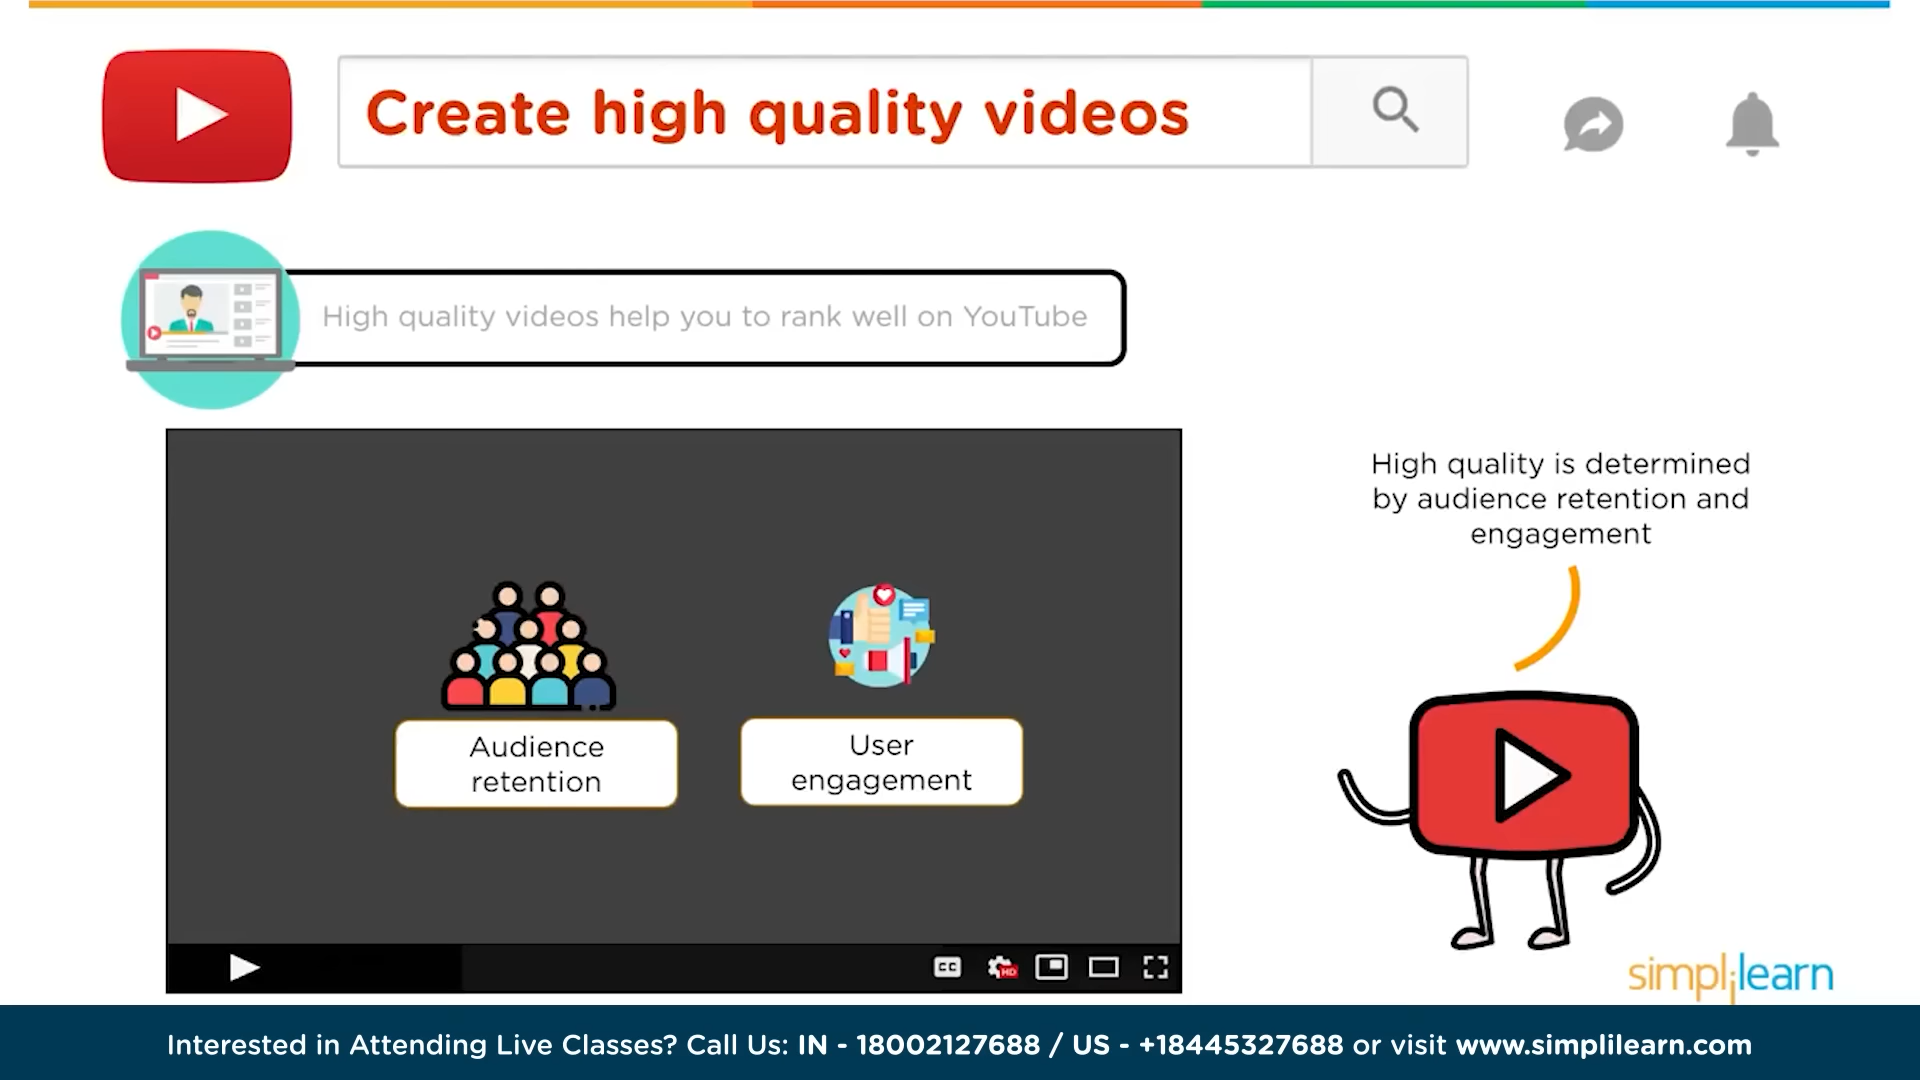 Create high quality videos
High quality videos help you to rank well on YouTube
High quality is determined
by audience retention and
engagement
Audience
retention
User
engagement
CC
HD
simplilearn
Interested in Attending Live Classes? Call Us: IN - 18002127688 / US - +18445327688 or visit www.simplilearn.com